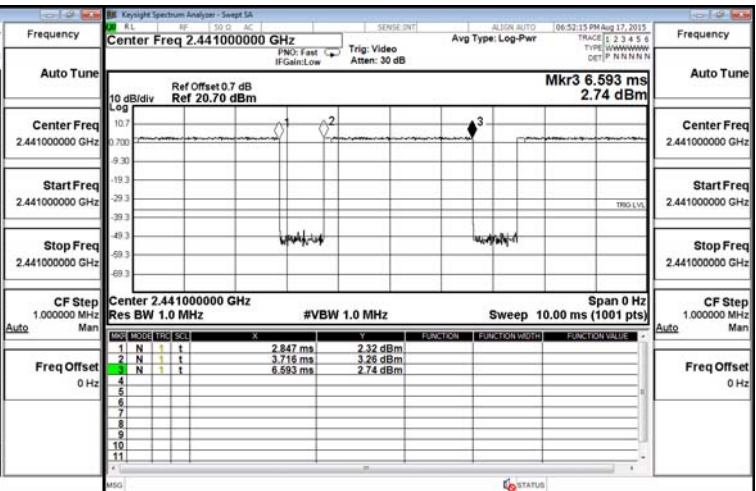 Keysight Spectrum Analyzer - Swept SA
RL RF 50 Ω AC SENSE:INT ALIGN AUTO 06:52:15 PM Aug 17, 2015
Center Freq 2.441000000 GHz
PNO: Fast
IFGain:Low
Trig: Video
Atten: 30 dB
Avg Type: Log-Pwr
TRACE 1 2 3 4 5 6
TYPE WWWWWW
DET P N N N N N
Ref Offset 0.7 dB
10 dB/div Ref 20.70 dBm
Log
Mkr3 6.593 ms
2.74 dBm
1
2
3
10.7
0.700
-9.30
-19.3
-29.3
-39.3
-49.3
-59.3
-69.3
TRIG LVL
Center 2.441000000 GHz Span 0 Hz
Res BW 1.0 MHz #VBW 1.0 MHz Sweep 10.00 ms (1001 pts)
MKR MODE TRC SCL X Y FUNCTION FUNCTION WIDTH FUNCTION VALUE
1 N 1 t 2.847 ms 2.32 dBm
2 N 1 t 3.716 ms 3.26 dBm
3 N 1 t 6.593 ms 2.74 dBm
4
5
6
7
8
9
10
11
MSG STATUS
Frequency
Auto Tune
Center Freq
2.441000000 GHz
Start Freq
2.441000000 GHz
Stop Freq
2.441000000 GHz
CF Step
1.000000 MHz
Auto Man
Freq Offset
0 Hz
Frequency
Auto Tune
Center Freq
2.441000000 GHz
Start Freq
2.441000000 GHz
Stop Freq
2.441000000 GHz
CF Step
1.000000 MHz
Auto Man
Freq Offset
0 Hz